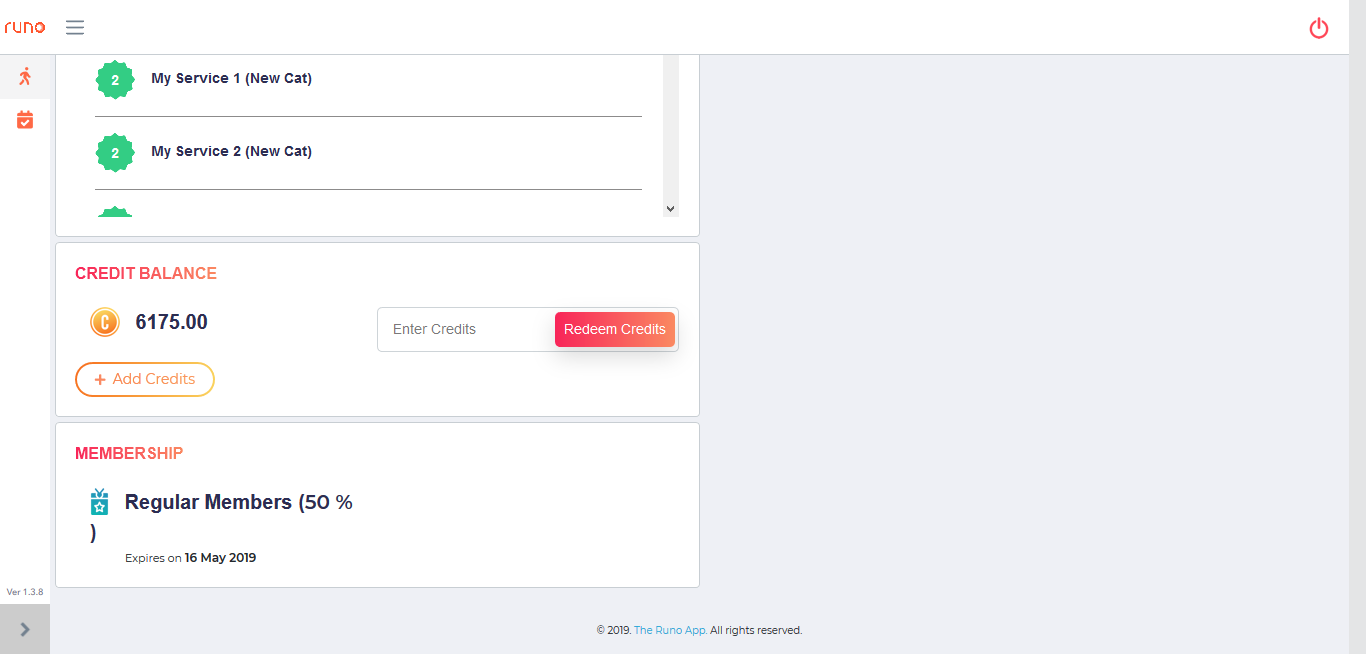 runo
2 My Service 1 (New Cat)
2 My Service 2 (New Cat)
CREDIT BALANCE
C 6175.00
Enter Credits Redeem Credits
+ Add Credits
MEMBERSHIP
Regular Members (50 %
)
Expires on 16 May 2019
Ver 1.3.8
© 2019. The Runo App. All rights reserved.